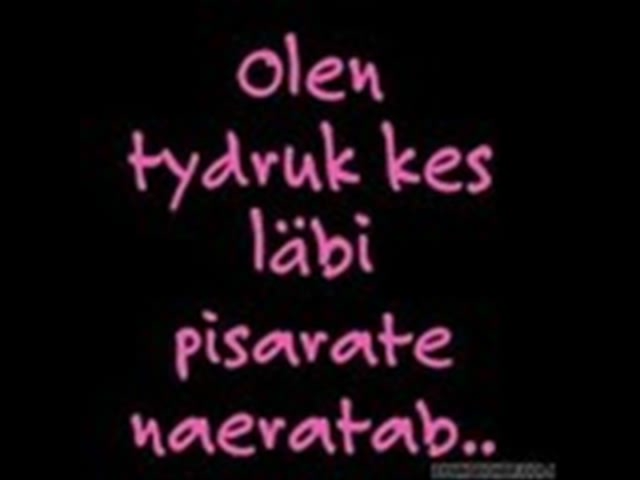 Olen
tydruk kes
läbi
pisarate
naeratab..